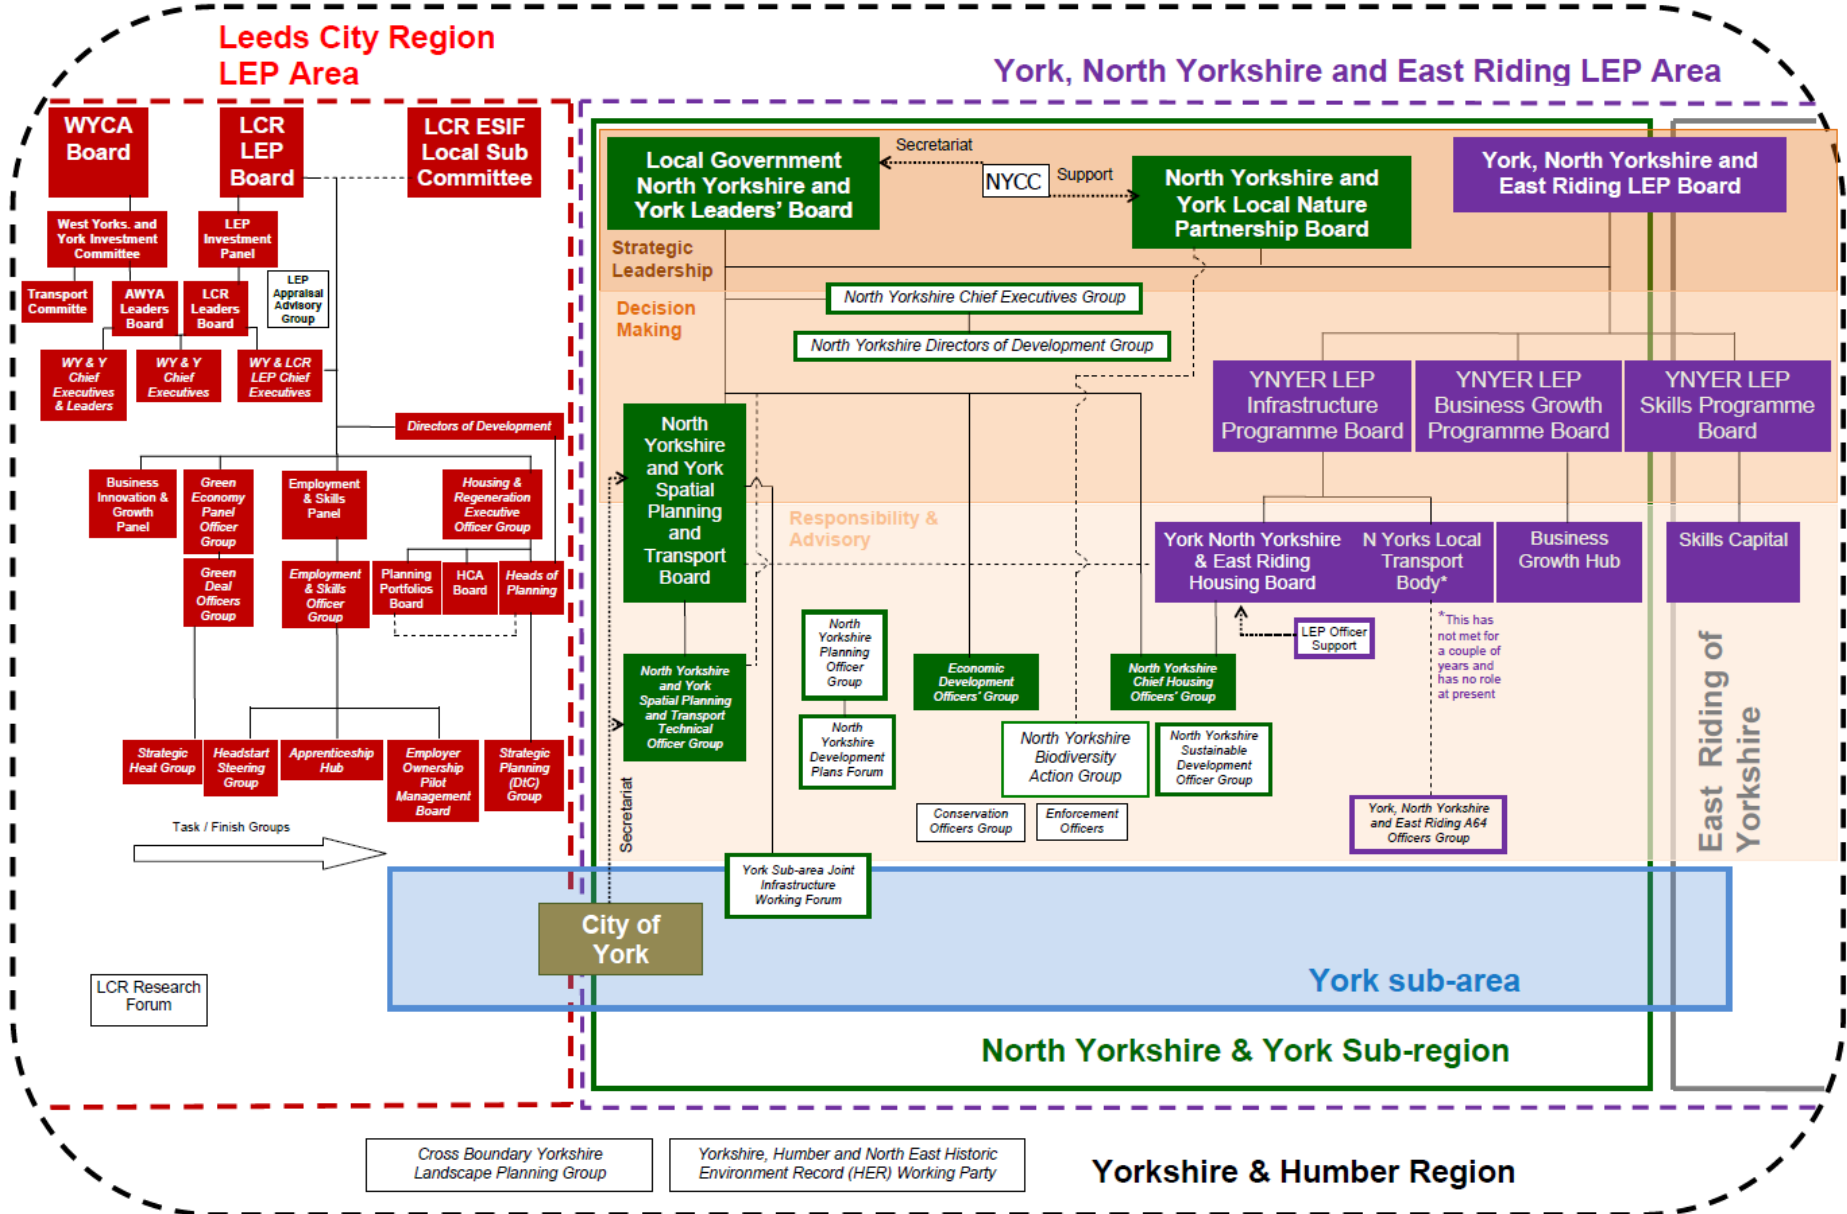 Leeds City Region
LEP Area
York, North Yorkshire and East Riding LEP Area
WYCA
Board
LCR
LEP
Board
LCR ESIF
Local Sub
Committee
West Yorks. and
York Investment
Committee
LEP
Investment
Panel
LEP
Appraisal
Advisory
Group
Transport
Committe
AWYA
Leaders
Board
LCR
Leaders
Board
WY & Y
Chief
Executives
& Leaders
WY & Y
Chief
Executives
WY & LCR
LEP Chief
Executives
Directors of Development
Business
Innovation &
Growth
Panel
Green
Economy
Panel
Officer
Group
Employment
& Skills
Panel
Housing &
Regeneration
Executive
Officer Group
Green
Deal
Officers
Group
Employment
& Skills
Officer
Group
Planning
Portfolios
Board
HCA
Board
Heads of
Planning
Strategic
Heat Group
Headstart
Steering
Group
Apprenticeship
Hub
Employer
Ownership
Pilot
Management
Board
Strategic
Planning
(DtC)
Group
Task / Finish Groups
LCR Research
Forum
Local Government
North Yorkshire and
York Leaders' Board
Secretariat
NYCC
Support
North Yorkshire and
York Local Nature
Partnership Board
York, North Yorkshire and
East Riding LEP Board
Strategic
Leadership
Decision
Making
North Yorkshire Chief Executives Group
North Yorkshire Directors of Development Group
North
Yorkshire
and York
Spatial
Planning
and
Transport
Board
YNYER LEP
Infrastructure
Programme Board
YNYER LEP
Business Growth
Programme Board
YNYER LEP
Skills Programme
Board
Responsibility &
Advisory
York North Yorkshire
& East Riding
Housing Board
N Yorks Local
Transport
Body*
Business
Growth Hub
Skills Capital
*This has
not met for
a couple of
years and
has no role
at present
LEP Officer
Support
North Yorkshire
and York
Spatial Planning
and Transport
Technical
Officer Group
North
Yorkshire
Planning
Officer
Group
North
Yorkshire
Development
Plans Forum
Economic
Development
Officers' Group
North Yorkshire
Chief Housing
Officers' Group
North Yorkshire
Biodiversity
Action Group
North Yorkshire
Sustainable
Development
Officer Group
Conservation
Officers Group
Enforcement
Officers
York, North Yorkshire
and East Riding A64
Officers Group
East Riding of
Yorkshire
Secretariat
York Sub-area Joint
Infrastructure
Working Forum
City of
York
York sub-area
North Yorkshire & York Sub-region
Cross Boundary Yorkshire
Landscape Planning Group
Yorkshire, Humber and North East Historic
Environment Record (HER) Working Party
Yorkshire & Humber Region